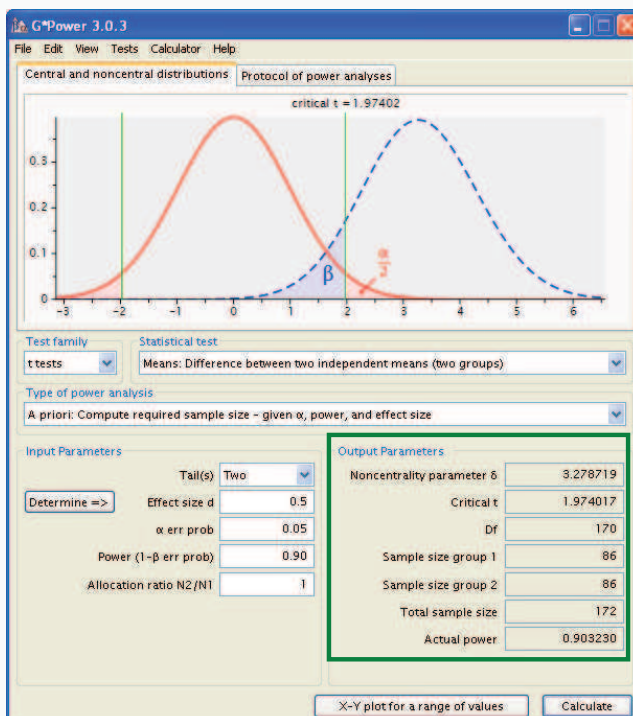 G*Power 3.0.3
File Edit View Tests Calculator Help
Central and noncentral distributions
Protocol of power analyses
critical t = 1.97402
0.3
0.2
0.1
0
β
α/2
-3 -2 -1 0 1 2 3 4 5 6
Test family
Statistical test
t tests
Means: Difference between two independent means (two groups)
Type of power analysis
A priori: Compute required sample size – given α, power, and effect size
Input Parameters
Tail(s) Two
Determine =>
Effect size d 0.5
α err prob 0.05
Power (1-β err prob) 0.90
Allocation ratio N2/N1 1
Output Parameters
Noncentrality parameter δ 3.278719
Critical t 1.974017
Df 170
Sample size group 1 86
Sample size group 2 86
Total sample size 172
Actual power 0.903230
X-Y plot for a range of values
Calculate